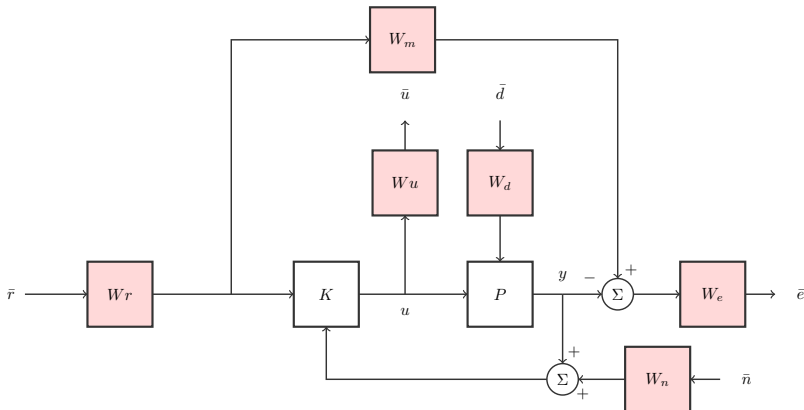 W_m
ū
d̄
Wu
W_d
r̄
Wr
K
u
P
y
−
+
Σ
W_e
ē
+
Σ
+
W_n
n̄